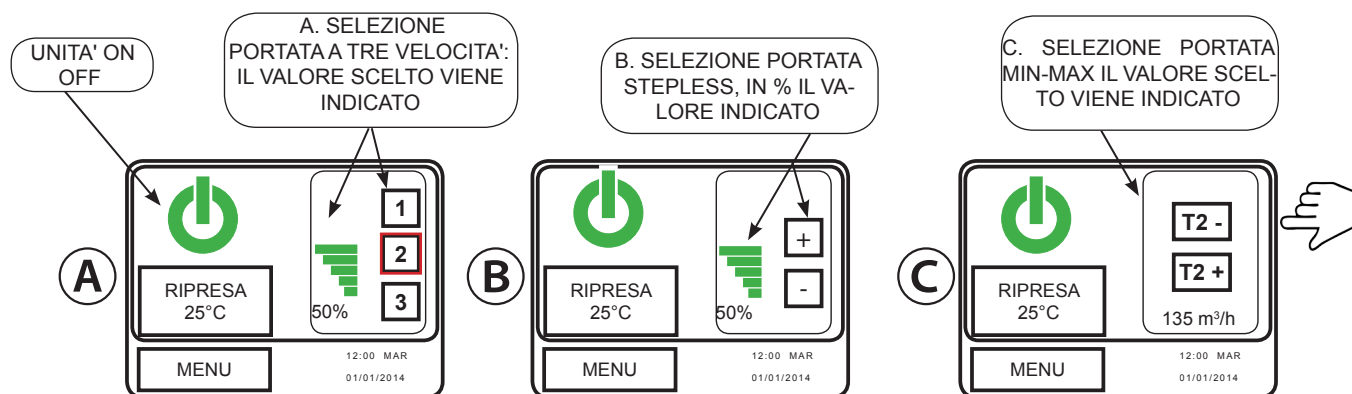 UNITA' ON
OFF
A. SELEZIONE
PORTATA A TRE VELOCITA':
IL VALORE SCELTO VIENE
INDICATO
B. SELEZIONE PORTATA
STEPLESS, IN % IL VA-
LORE INDICATO
C. SELEZIONE PORTATA
MIN-MAX IL VALORE SCEL-
TO VIENE INDICATO
A
1
2
3
50%
RIPRESA
25°C
MENU
12:00 MAR
01/01/2014
B
+
-
50%
RIPRESA
25°C
MENU
12:00 MAR
01/01/2014
C
T2 -
T2 +
135 m³/h
RIPRESA
25°C
MENU
12:00 MAR
01/01/2014